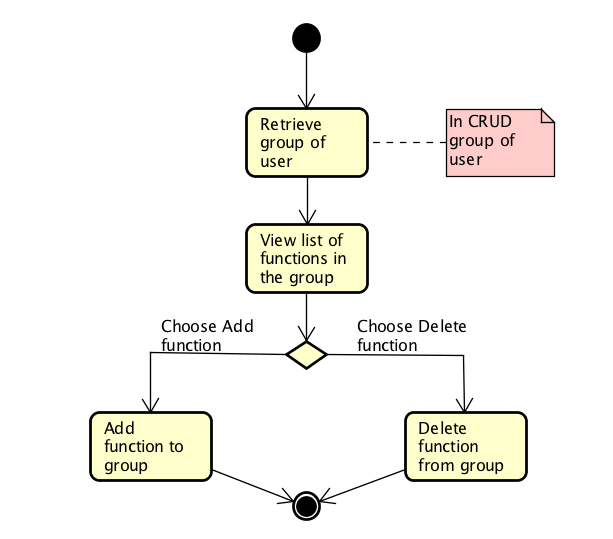 Retrieve
group of
user
In CRUD
group of
user
View list of
functions in
the group
Choose Add
function
Choose Delete
function
Add
function to
group
Delete
function
from group